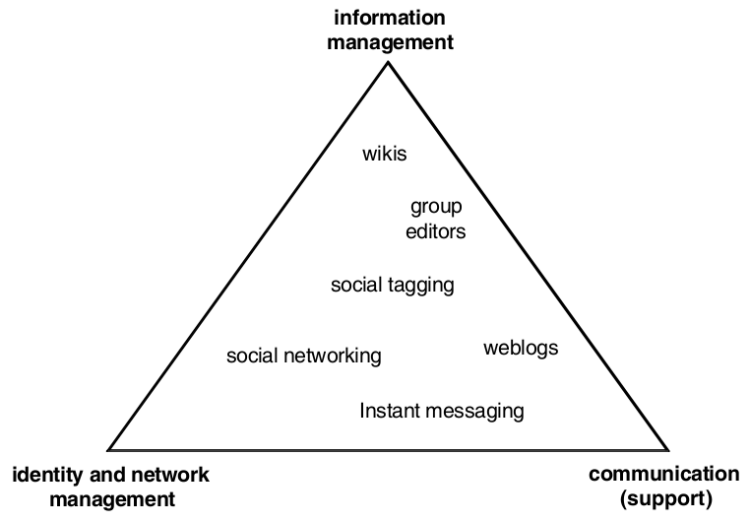 information
management
wikis
group
editors
social tagging
weblogs
social networking
Instant messaging
identity and network
management
communication
(support)